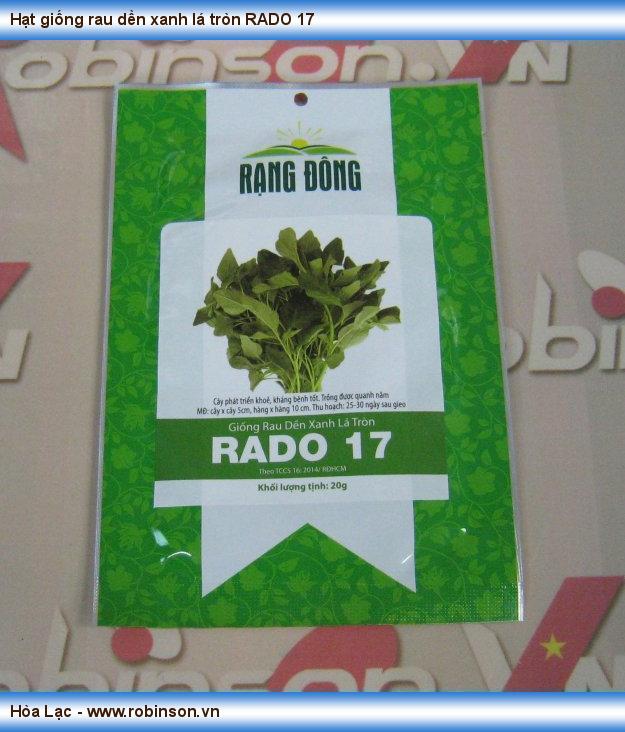 Hạt giống rau dền xanh lá tròn RADO 17
Robinson.VN
RẠNG ĐÔNG
Cây phát triển khoẻ, kháng bệnh tốt. Trồng được quanh năm
MĐ: cây x cây 5cm, hàng x hàng 10 cm. Thu hoạch: 25-30 ngày sau gieo
Giống Rau Dền Xanh Lá Tròn
RADO 17
Theo TCCS 16: 2014/ RĐHCM
Khối lượng tịnh: 20g
obin
N
obinson.VN
Hòa Lạc - www.robinson.vn